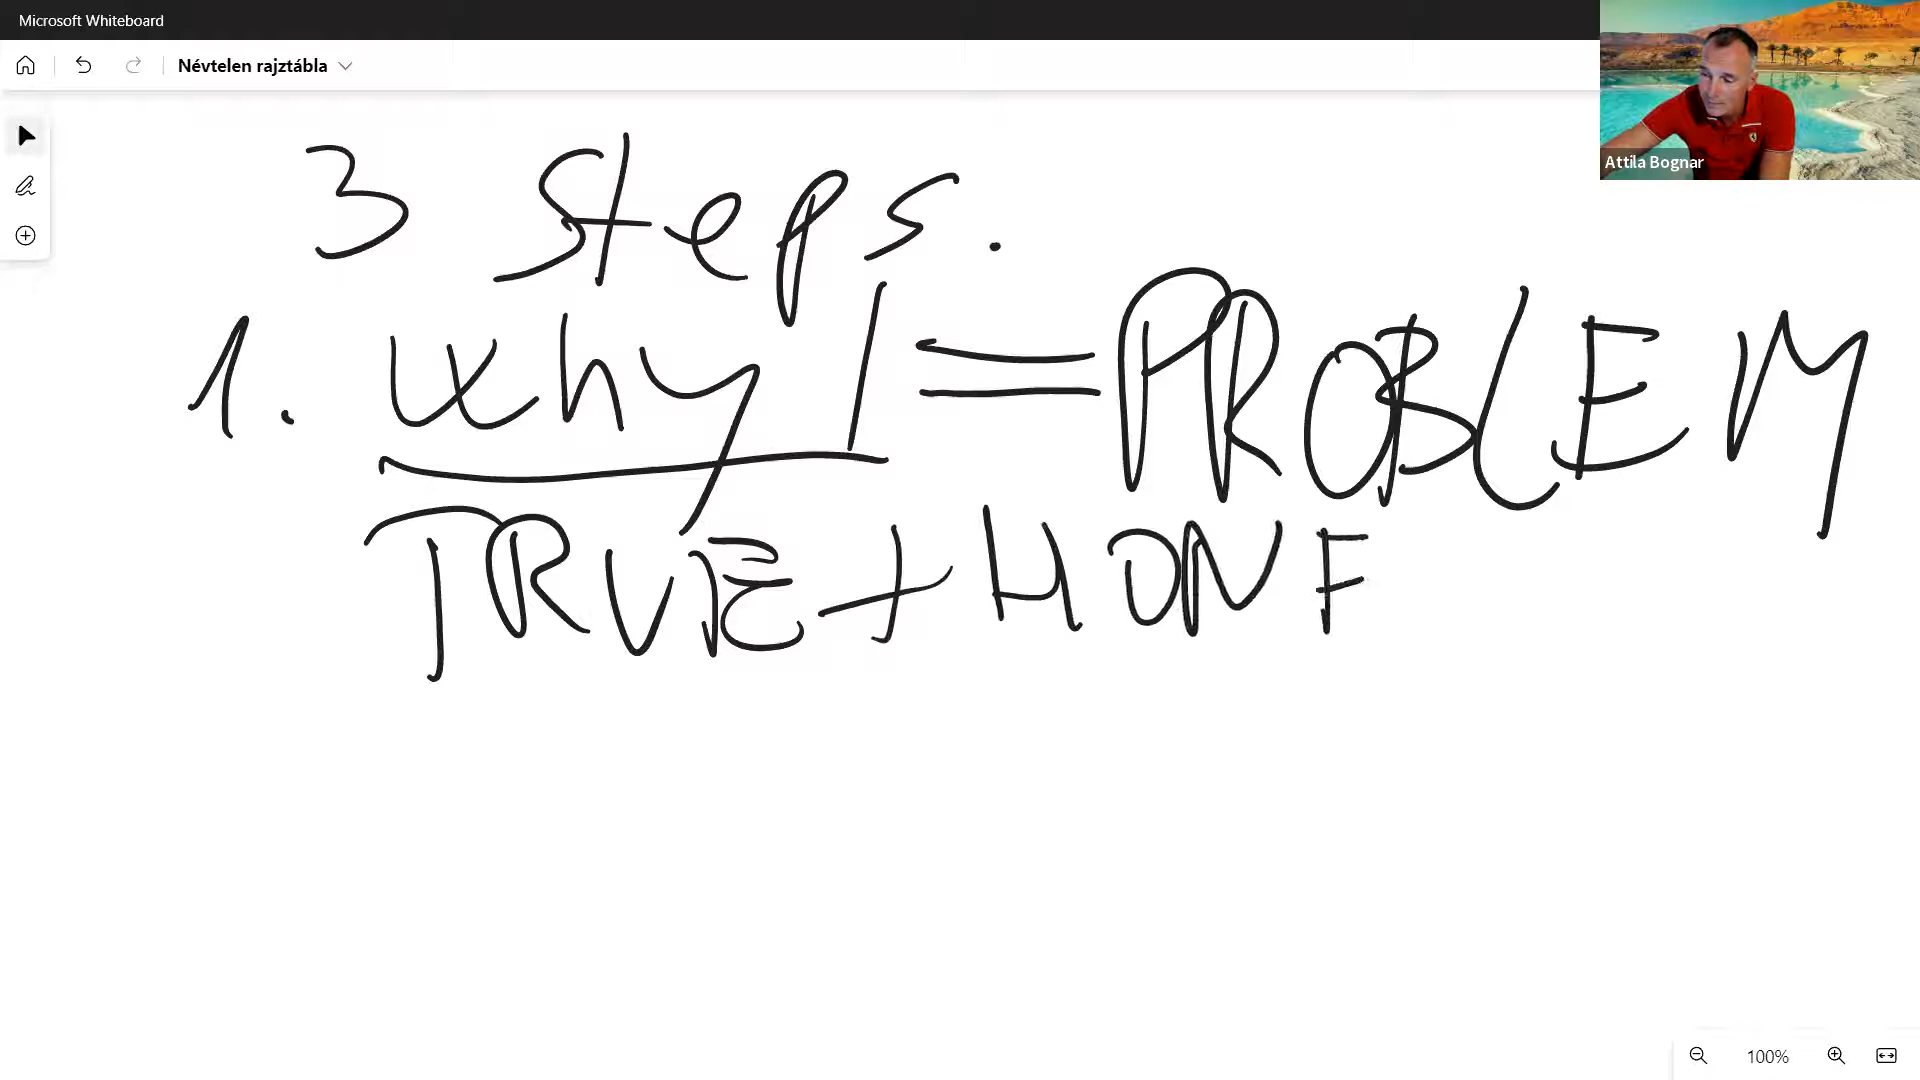 Microsoft Whiteboard
Névtelen rajztábla
Attila Bognar
3 steps.
1. why! = PROBLEM
TRUE + HONE
100%